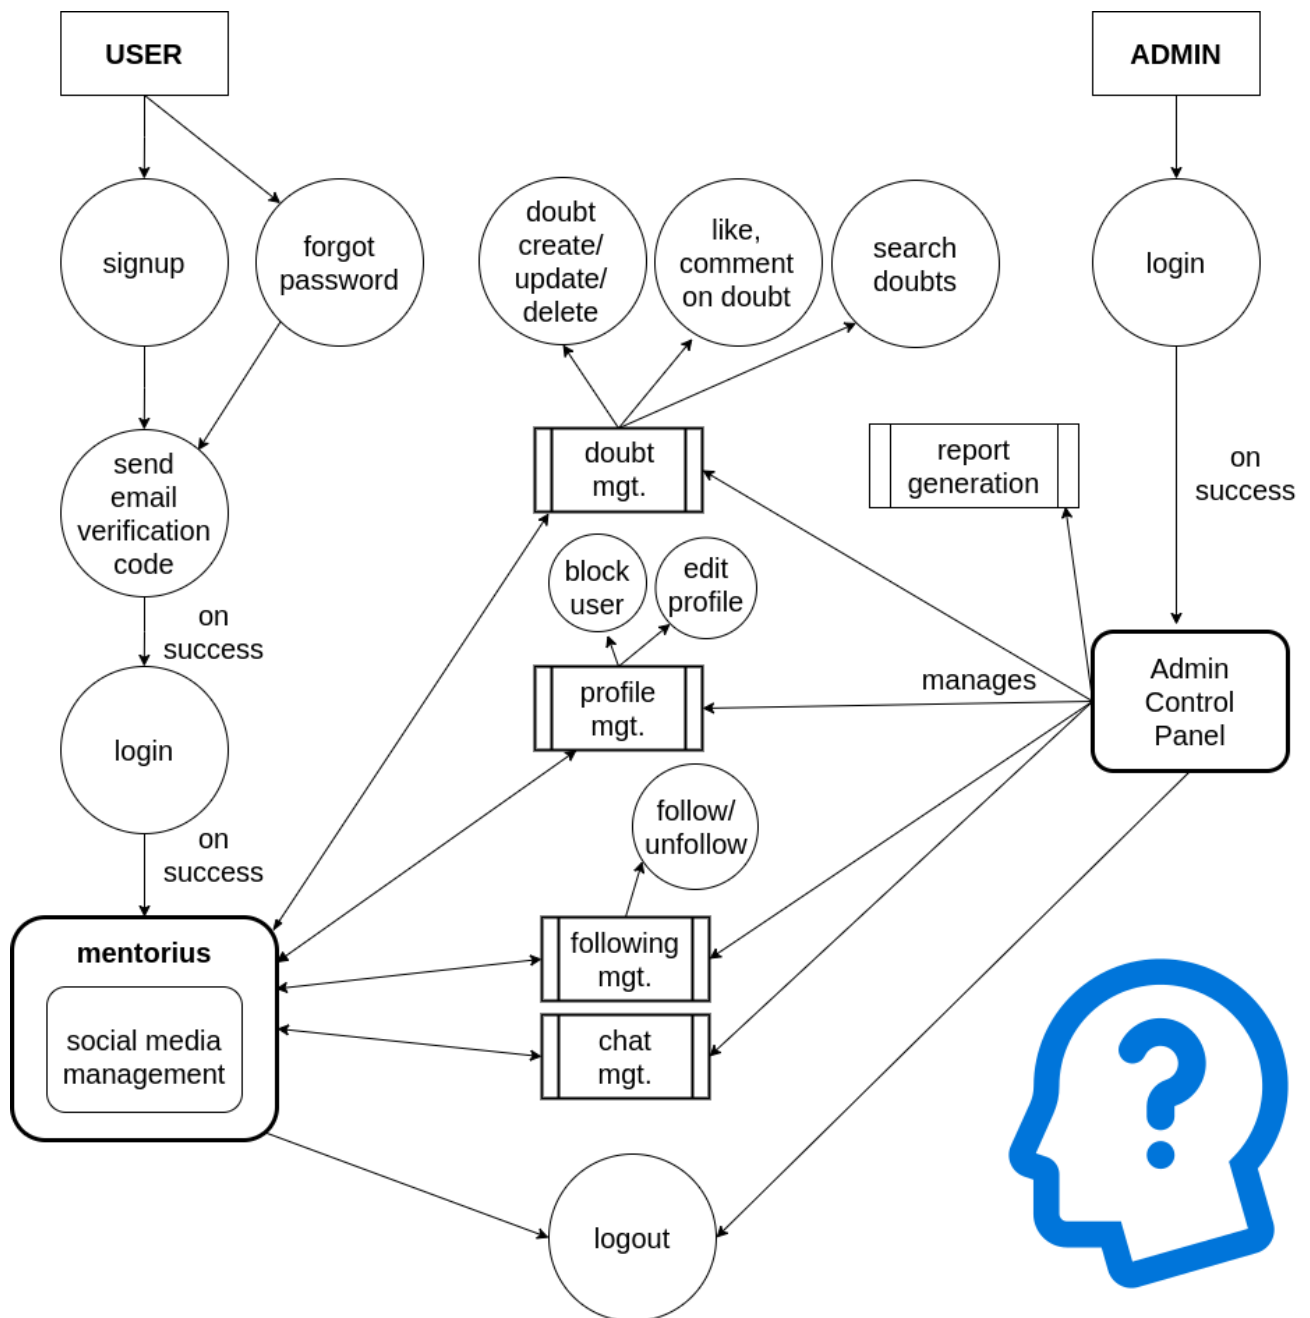 USER
ADMIN
signup
forgot
password
doubt
create/
update/
delete
like,
comment
on doubt
search
doubts
login
send
email
verification
code
doubt
mgt.
report
generation
on
success
block
user
edit
profile
on
success
login
profile
mgt.
manages
Admin
Control
Panel
follow/
unfollow
on
success
mentorius
social media
management
following
mgt.
chat
mgt.
logout
?